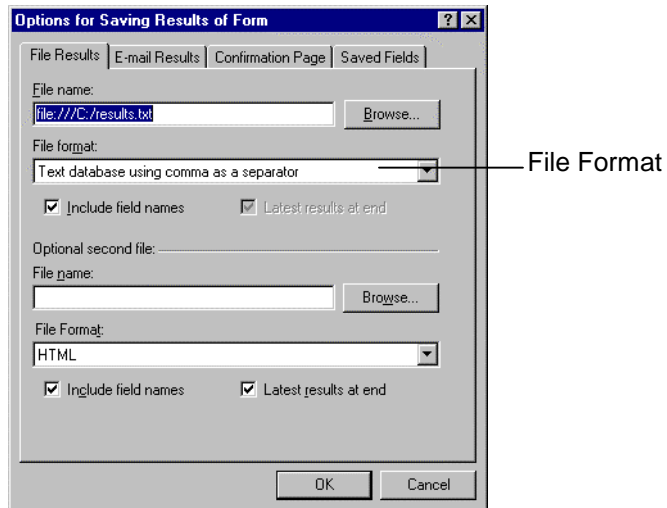 Options for Saving Results of Form
File Results E-mail Results Confirmation Page Saved Fields
File name:
file:///C:/results.txt Browse...
File format:
Text database using comma as a separator
File Format
Include field names Latest results at end
Optional second file:
File name:
Browse...
File Format:
HTML
Include field names Latest results at end
OK Cancel